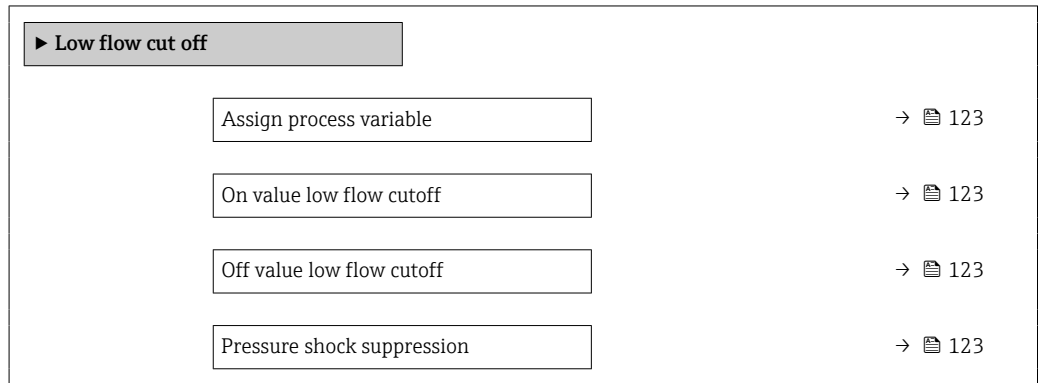 ▶ Low flow cut off
Assign process variable → 123
On value low flow cutoff → 123
Off value low flow cutoff → 123
Pressure shock suppression → 123